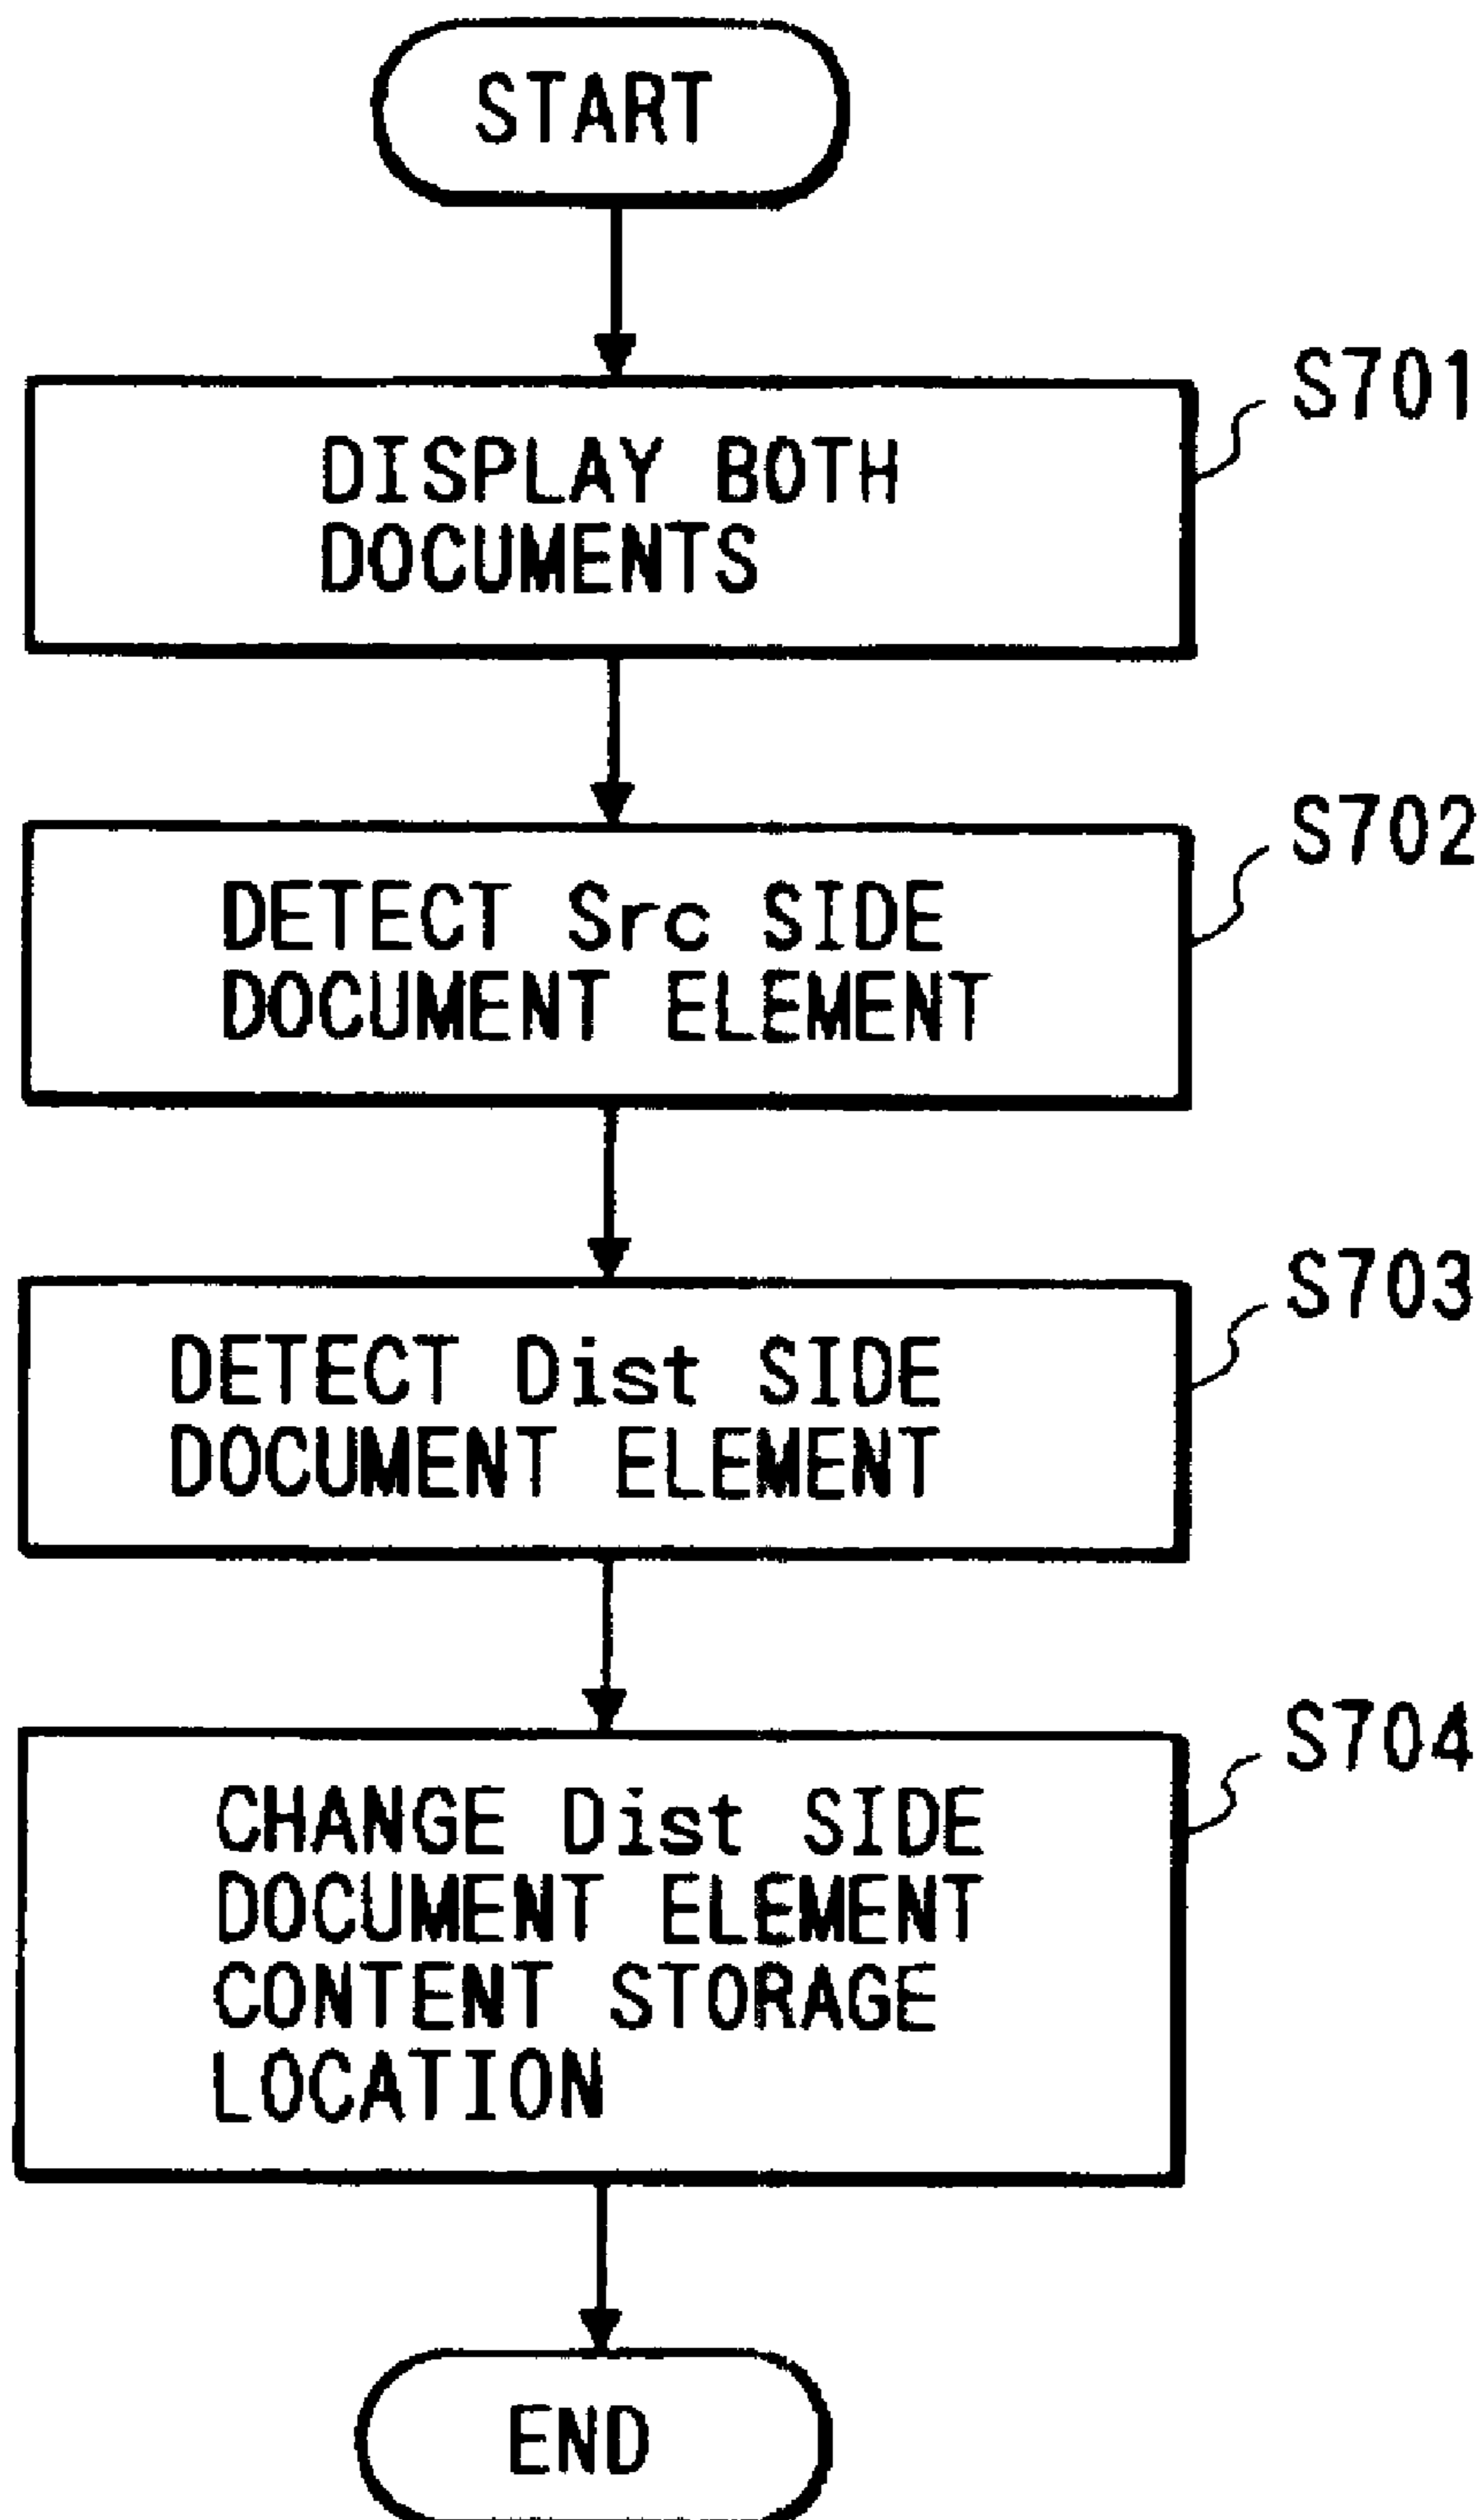 START
S701
DISPLAY BOTH
DOCUMENTS
S702
DETECT Src SIDE
DOCUMENT ELEMENT
S703
DETECT Dist SIDE
DOCUMENT ELEMENT
S704
CHANGE Dist SIDE
DOCUMENT ELEMENT
CONTENT STORAGE
LOCATION
END